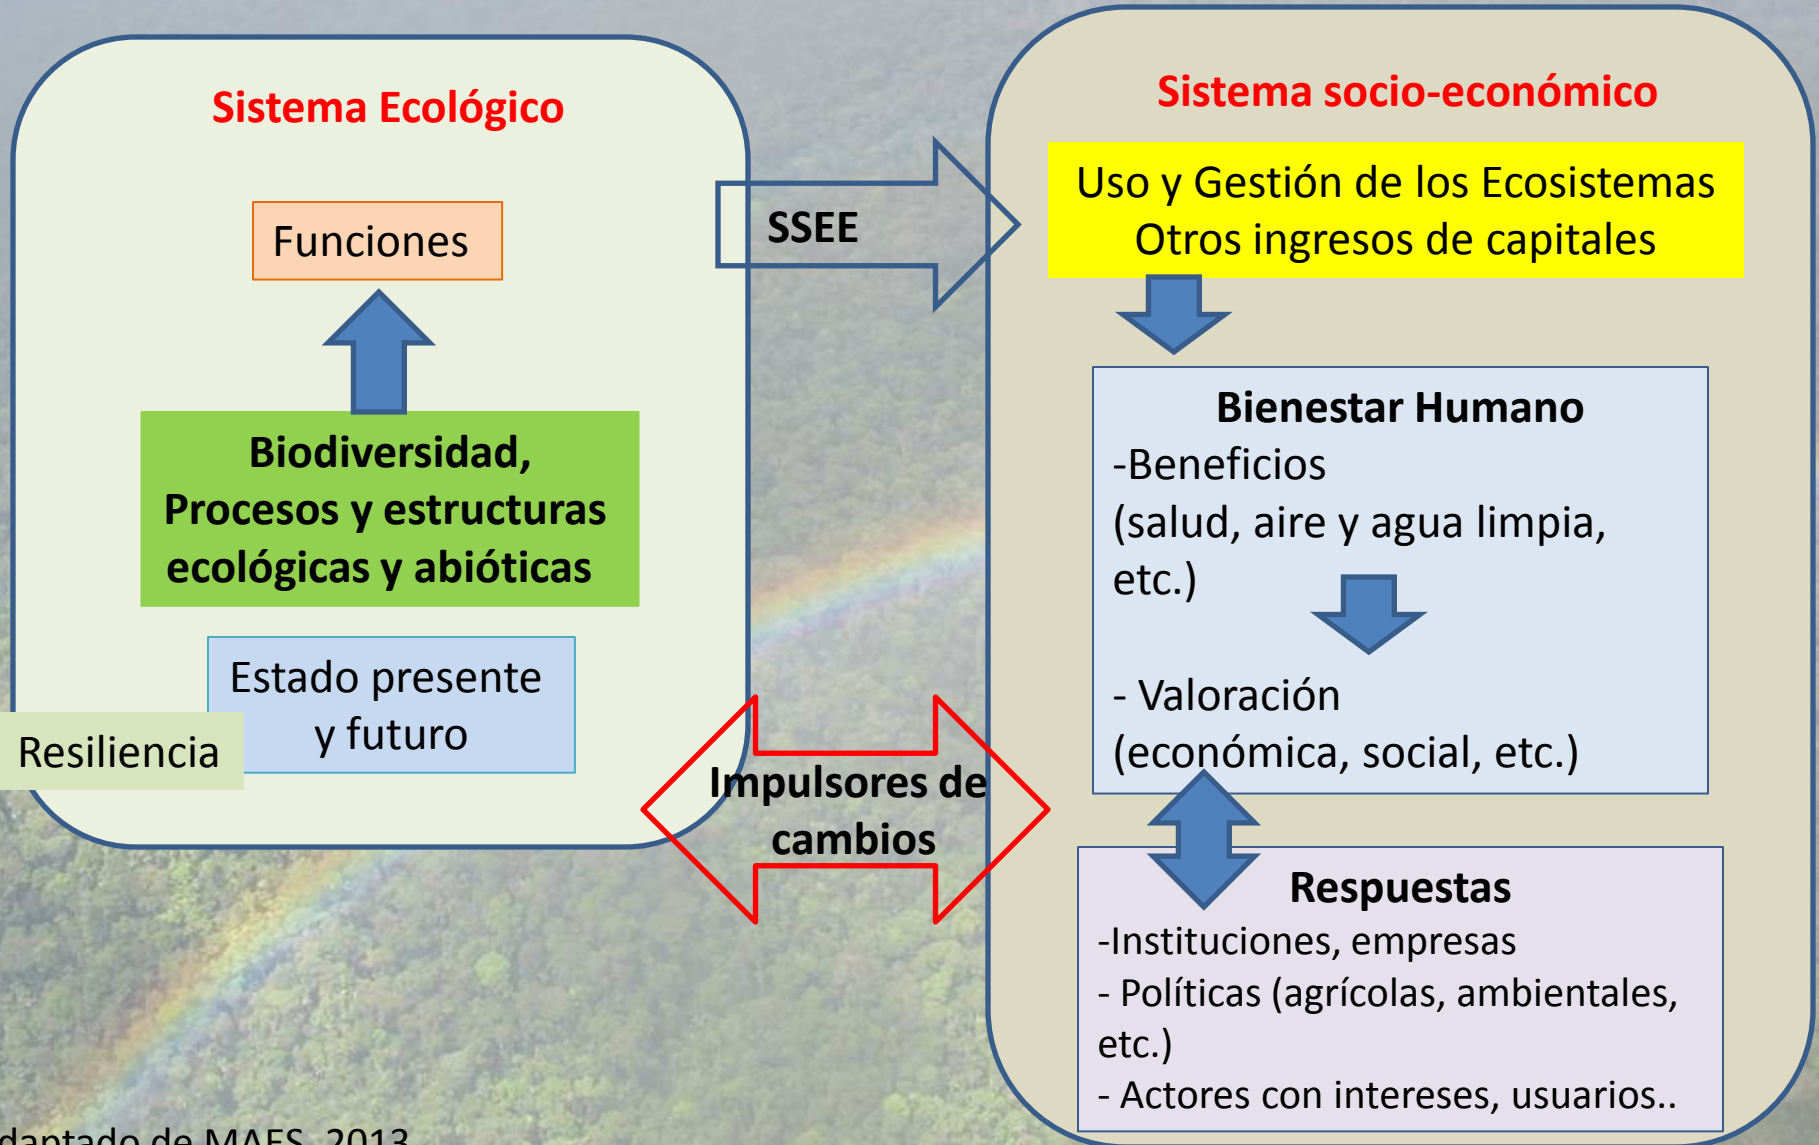 Sistema Ecológico
Funciones
Biodiversidad,
Procesos y estructuras
ecológicas y abióticas
Estado presente
y futuro
Resiliencia
SSEE
Impulsores de
cambios
Sistema socio-económico
Uso y Gestión de los Ecosistemas
Otros ingresos de capitales
Bienestar Humano
-Beneficios
(salud, aire y agua limpia,
etc.)
- Valoración
(económica, social, etc.)
Respuestas
-Instituciones, empresas
- Políticas (agrícolas, ambientales,
etc.)
- Actores con intereses, usuarios..
daptado de MAES, 2013